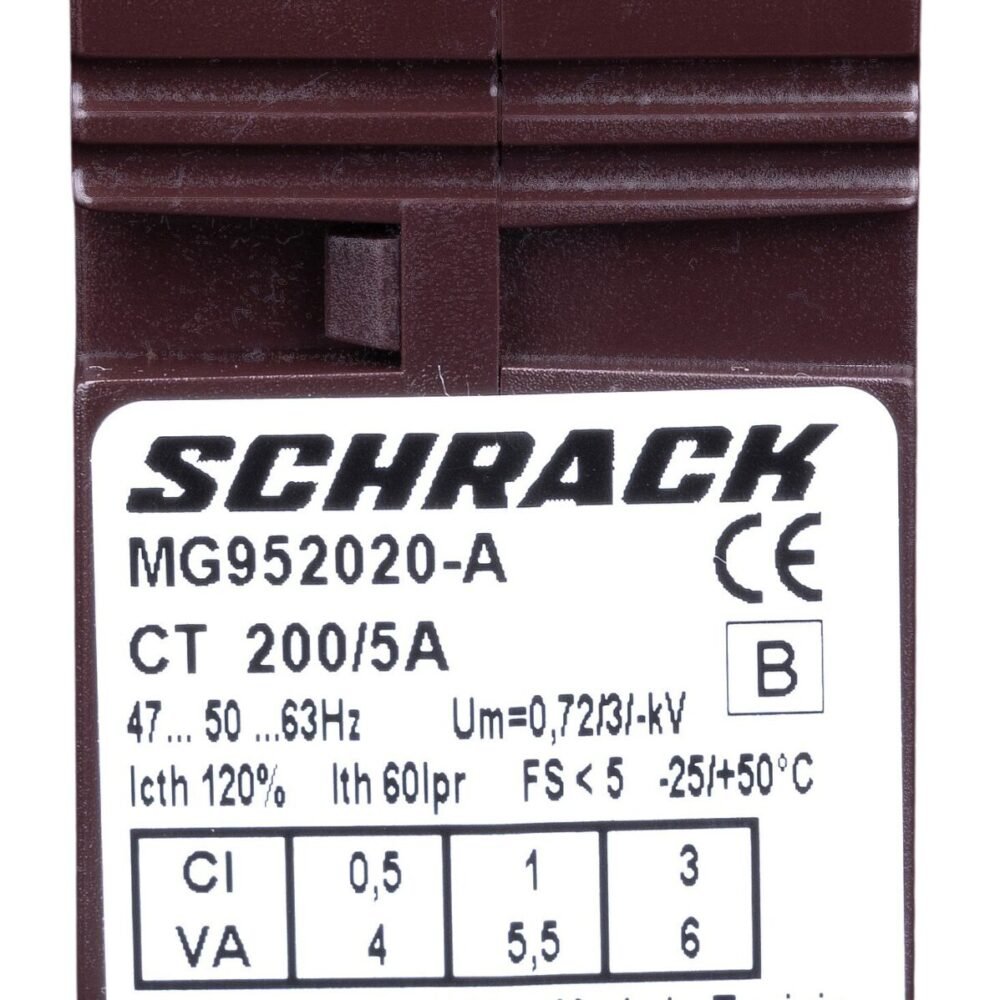 SCHRACK
MG952020-A
CE
CT 200/5A
B
47... 50 ...63Hz Um=0,72/3/-kV
Icth 120% Ith 60Ipr FS < 5 -25/+50°C
Cl 0,5 1 3
VA 4 5,5 6